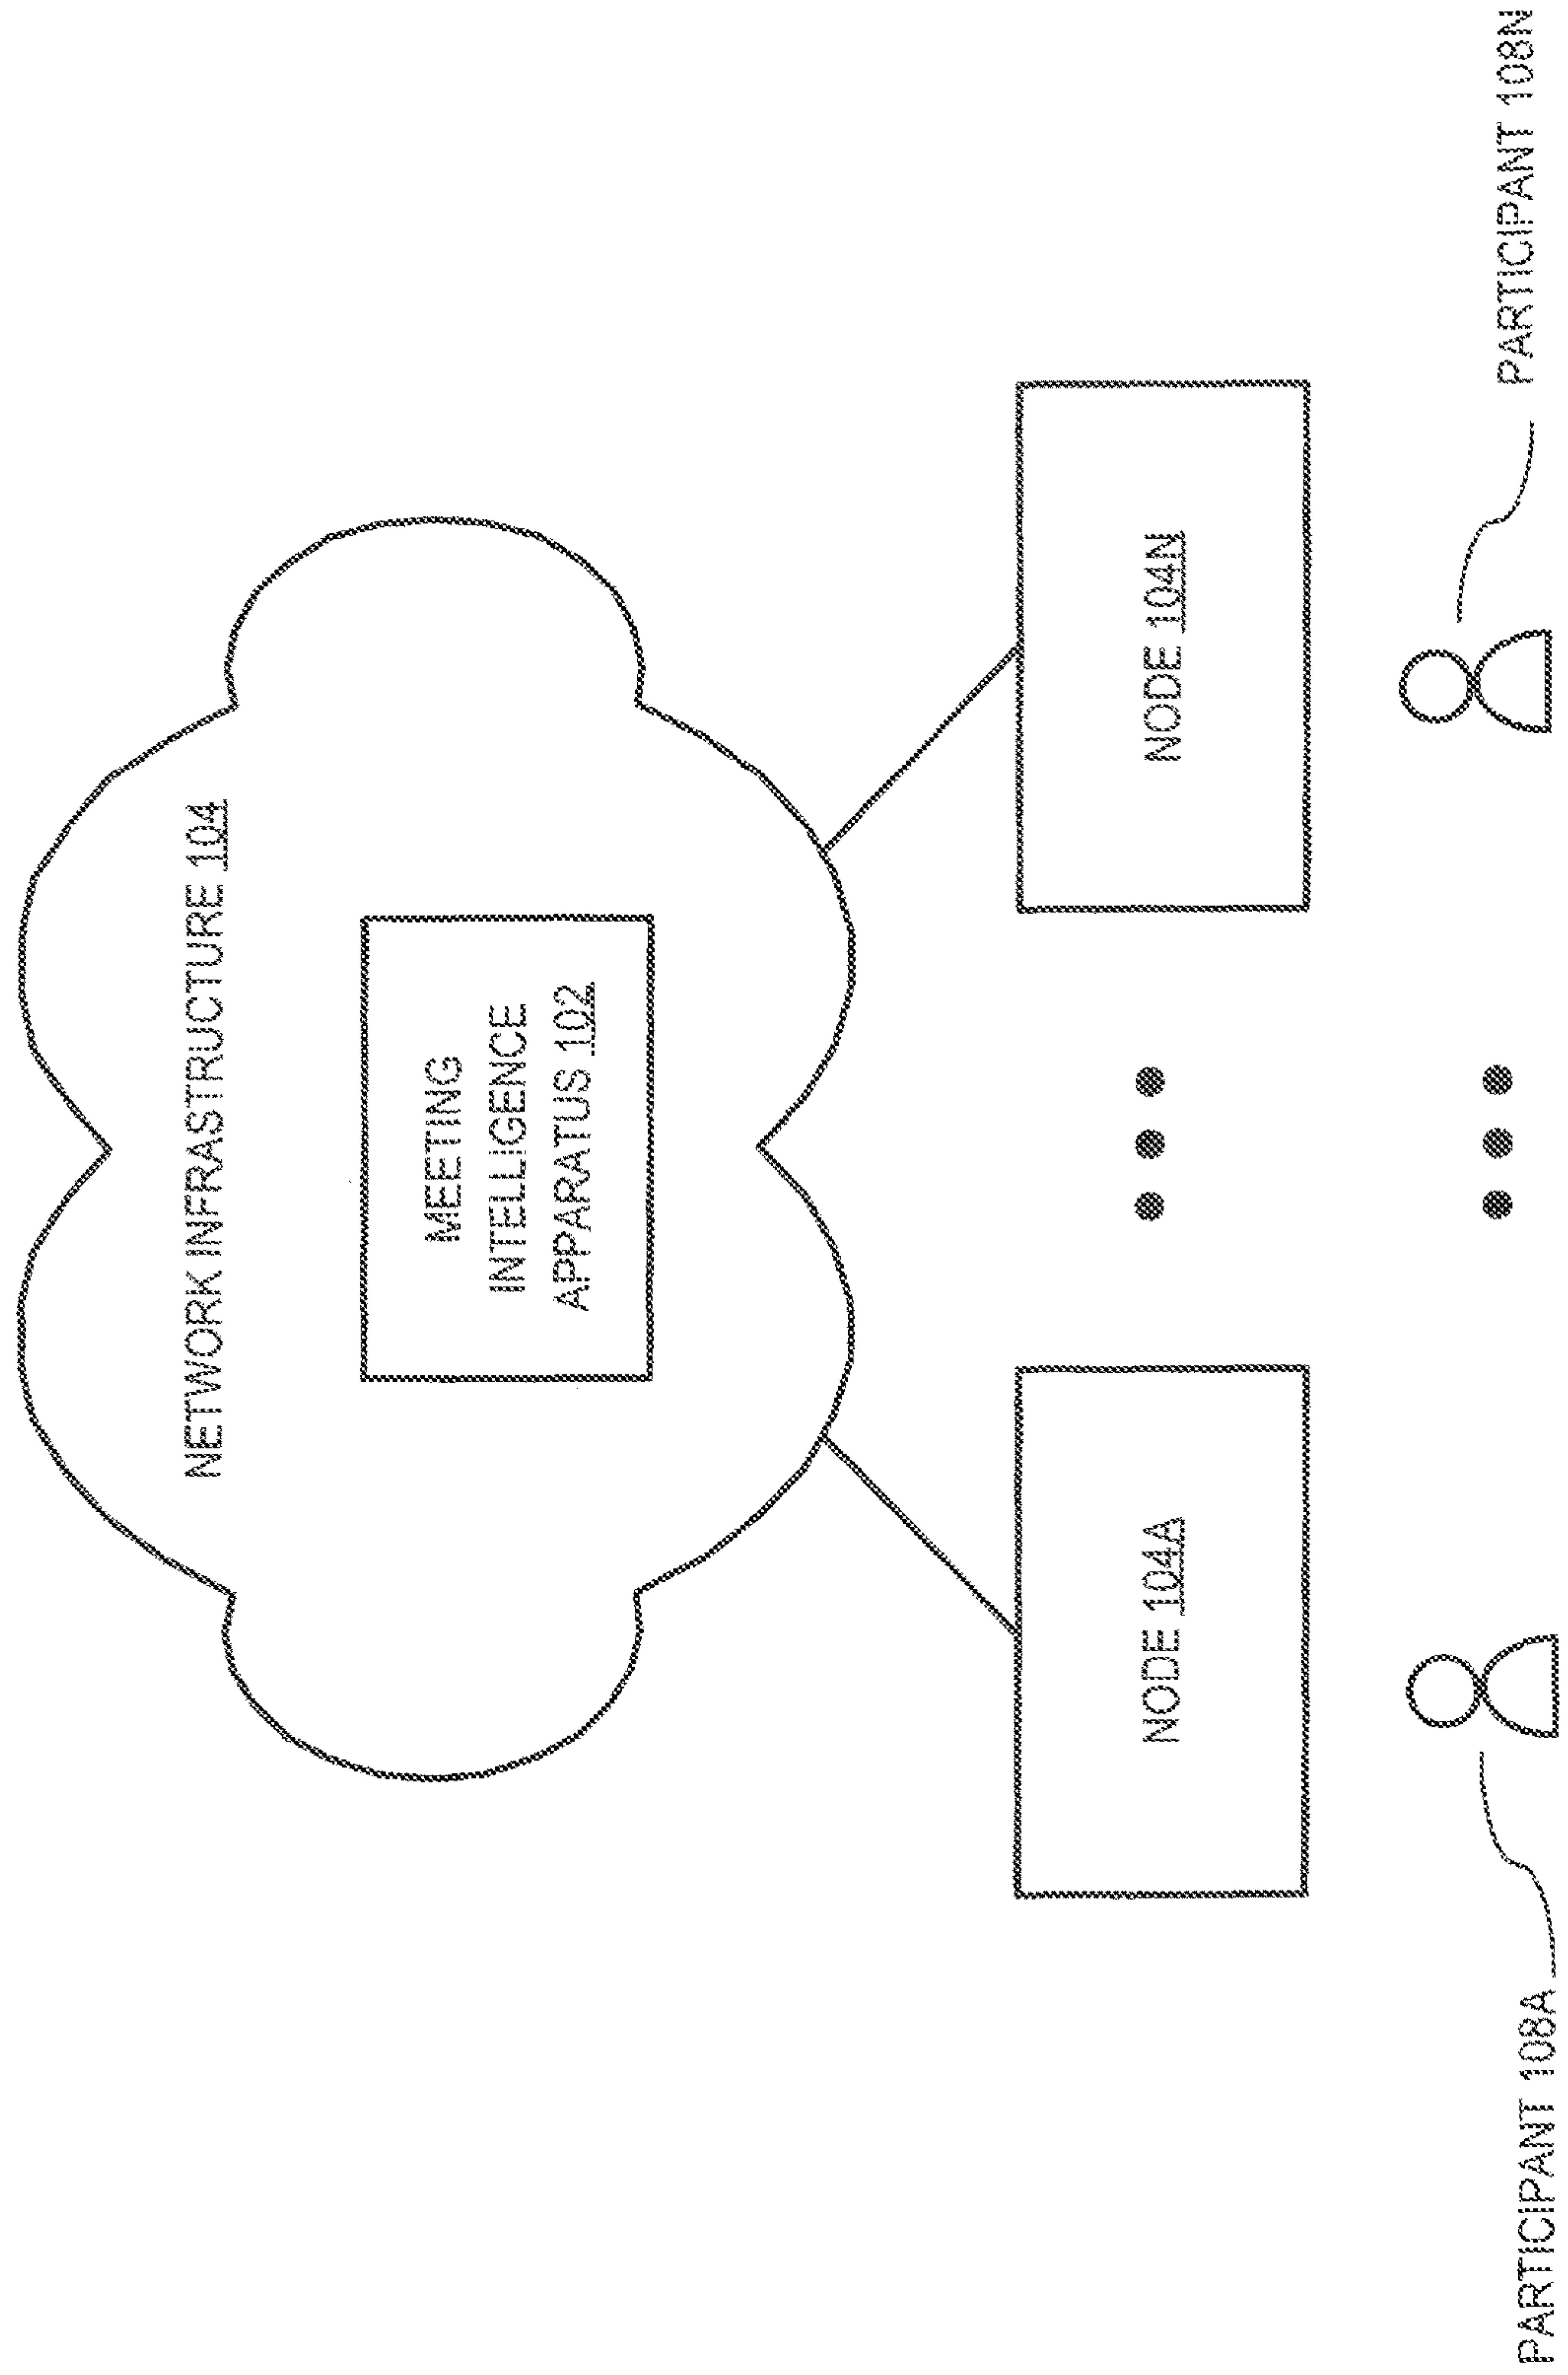 NETWORK INFRASTRUCTURE 104
MEETING
INTELLIGENCE
APPARATUS 102
NODE 104A
NODE 104N
PARTICIPANT 108A
PARTICIPANT 108N